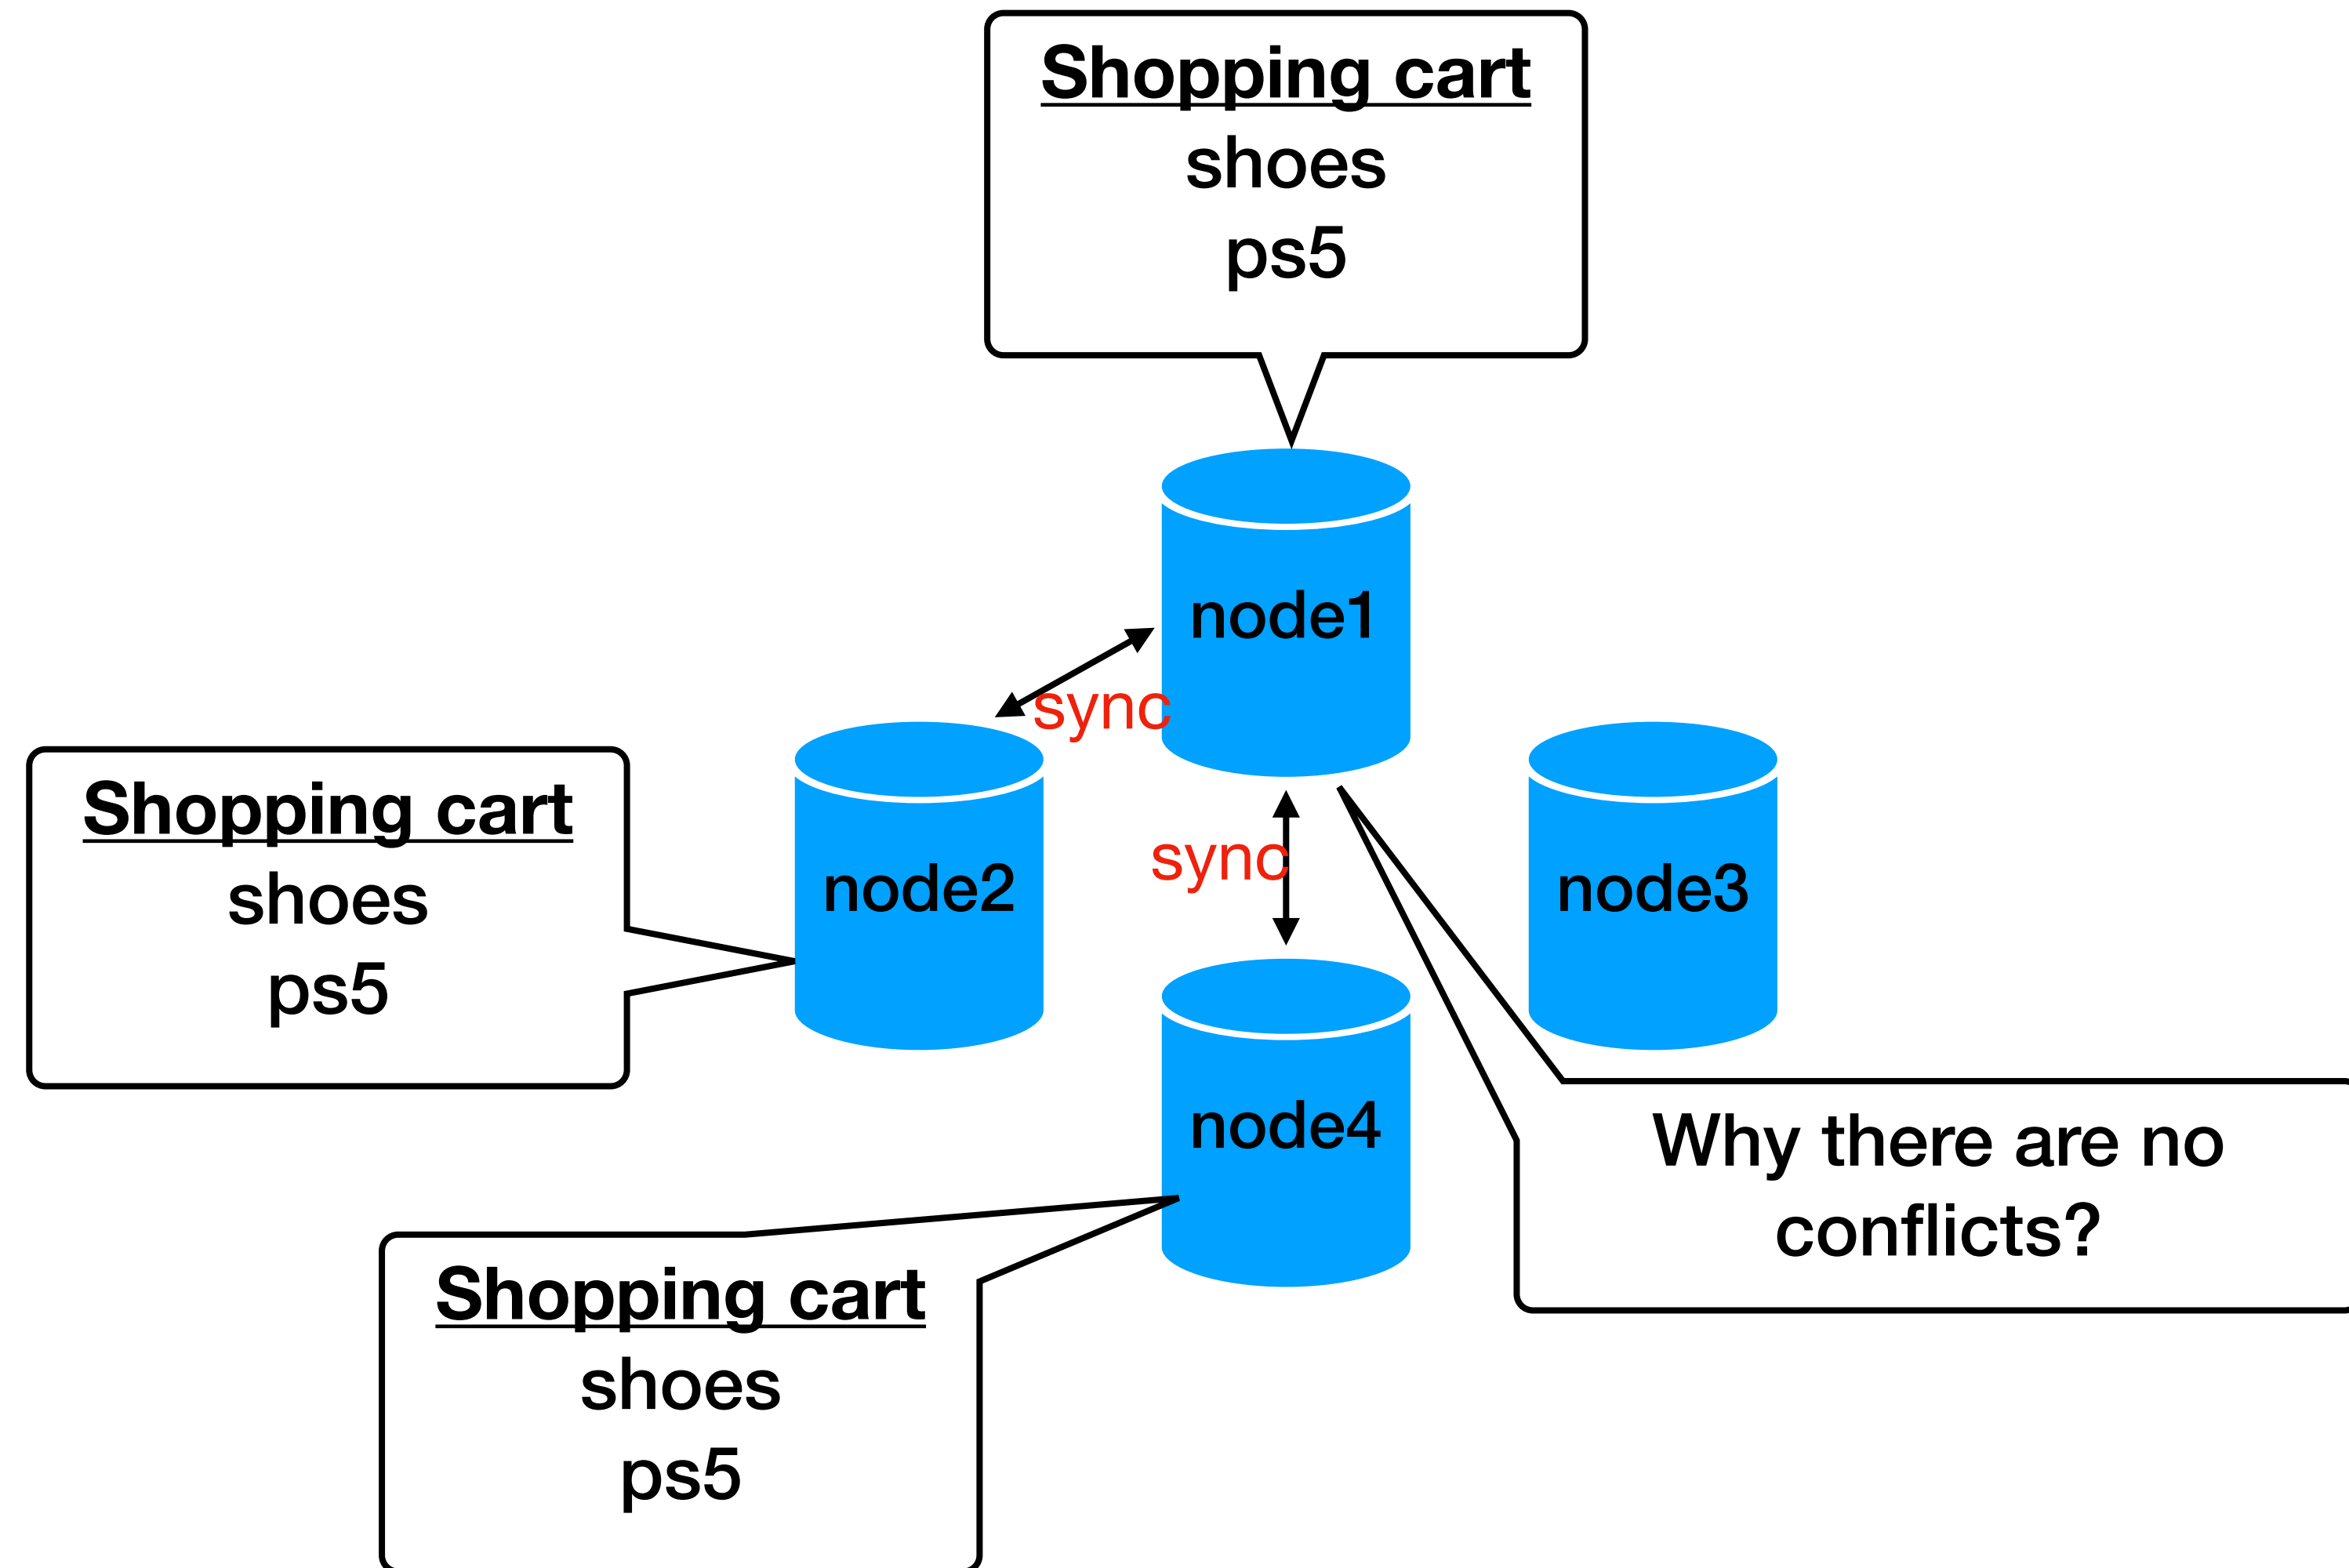 Shopping cart
shoes
ps5
node1
sync
Shopping cart
shoes
ps5
node2
sync
node3
node4
Why there are no
conflicts?
Shopping cart
shoes
ps5